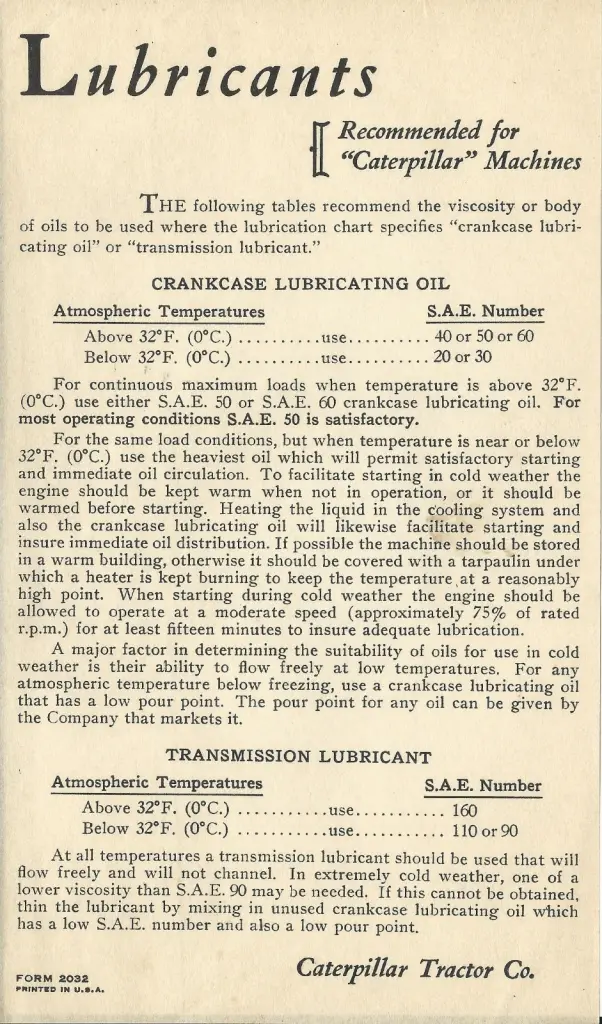 Lubricants
Recommended for
"Caterpillar" Machines
THE following tables recommend the viscosity or body
of oils to be used where the lubrication chart specifies "crankcase lubri-
cating oil" or "transmission lubricant."
CRANKCASE LUBRICATING OIL
Atmospheric Temperatures S.A.E. Number
Above 32°F. (0°C.) ..........use.......... 40 or 50 or 60
Below 32°F. (0°C.) ..........use.......... 20 or 30
For continuous maximum loads when temperature is above 32°F.
(0°C.) use either S.A.E. 50 or S.A.E. 60 crankcase lubricating oil. For
most operating conditions S.A.E. 50 is satisfactory.
For the same load conditions, but when temperature is near or below
32°F. (0°C.) use the heaviest oil which will permit satisfactory starting
and immediate oil circulation. To facilitate starting in cold weather the
engine should be kept warm when not in operation, or it should be
warmed before starting. Heating the liquid in the cooling system and
also the crankcase lubricating oil will likewise facilitate starting and
insure immediate oil distribution. If possible the machine should be stored
in a warm building, otherwise it should be covered with a tarpaulin under
which a heater is kept burning to keep the temperature at a reasonably
high point. When starting during cold weather the engine should be
allowed to operate at a moderate speed (approximately 75% of rated
r.p.m.) for at least fifteen minutes to insure adequate lubrication.
A major factor in determining the suitability of oils for use in cold
weather is their ability to flow freely at low temperatures. For any
atmospheric temperature below freezing, use a crankcase lubricating oil
that has a low pour point. The pour point for any oil can be given by
the Company that markets it.
TRANSMISSION LUBRICANT
Atmospheric Temperatures S.A.E. Number
Above 32°F. (0°C.) ...........use........... 160
Below 32°F. (0°C.) ...........use........... 110 or 90
At all temperatures a transmission lubricant should be used that will
flow freely and will not channel. In extremely cold weather, one of a
lower viscosity than S.A.E. 90 may be needed. If this cannot be obtained,
thin the lubricant by mixing in unused crankcase lubricating oil which
has a low S.A.E. number and also a low pour point.
Caterpillar Tractor Co.
FORM 2032
PRINTED IN U.S.A.